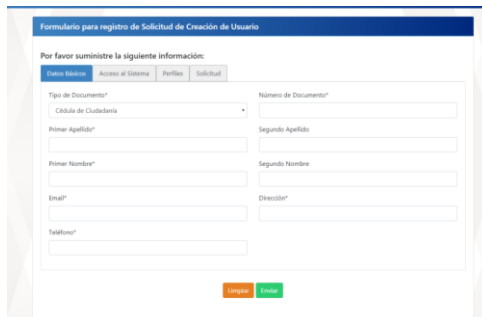 Formulario para registro de Solicitud de Creación de Usuario
Por favor suministre la siguiente información:
Datos Básicos Acceso al Sistema Perfiles Solicitud
Tipo de Documento* Número de Documento*
Cédula de Ciudadanía
Primer Apellido* Segundo Apellido
Primer Nombre* Segundo Nombre
Email* Dirección*
Teléfono*
Limpiar Enviar